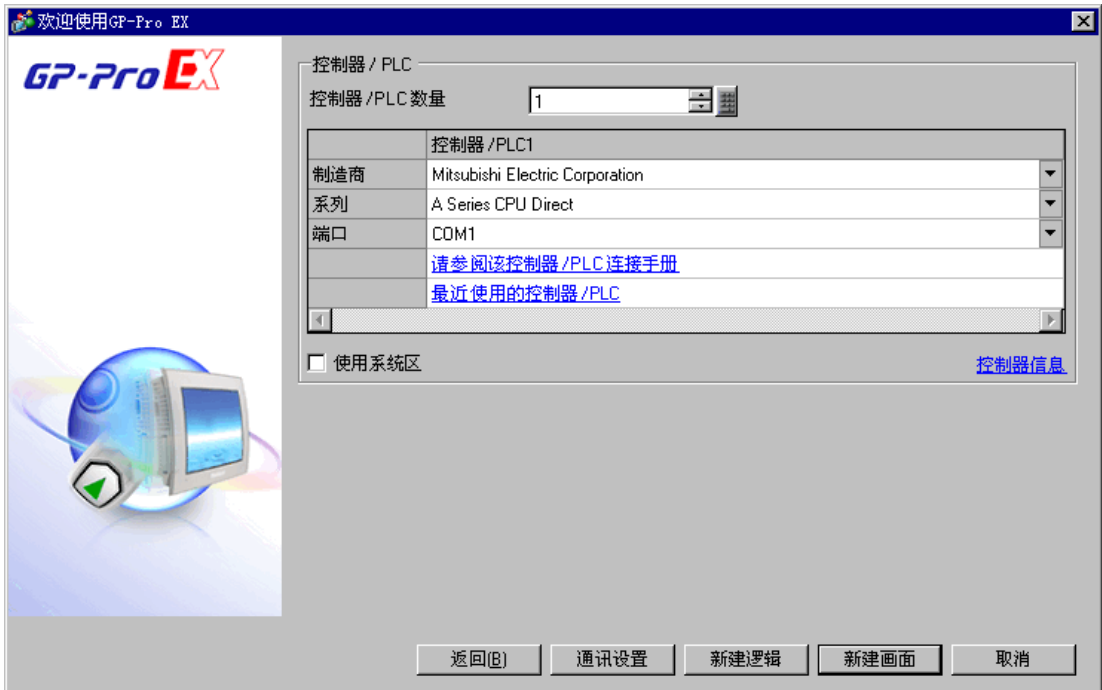 欢迎使用GP-Pro EX
GP-Pro EX
控制器 / PLC
控制器 /PLC 数量
1
控制器 /PLC1
制造商 Mitsubishi Electric Corporation
系列 A Series CPU Direct
端口 COM1
请参阅该控制器 /PLC 连接手册
最近使用的控制器 /PLC
使用系统区
控制器信息
返回(B) 通讯设置 新建逻辑 新建画面 取消